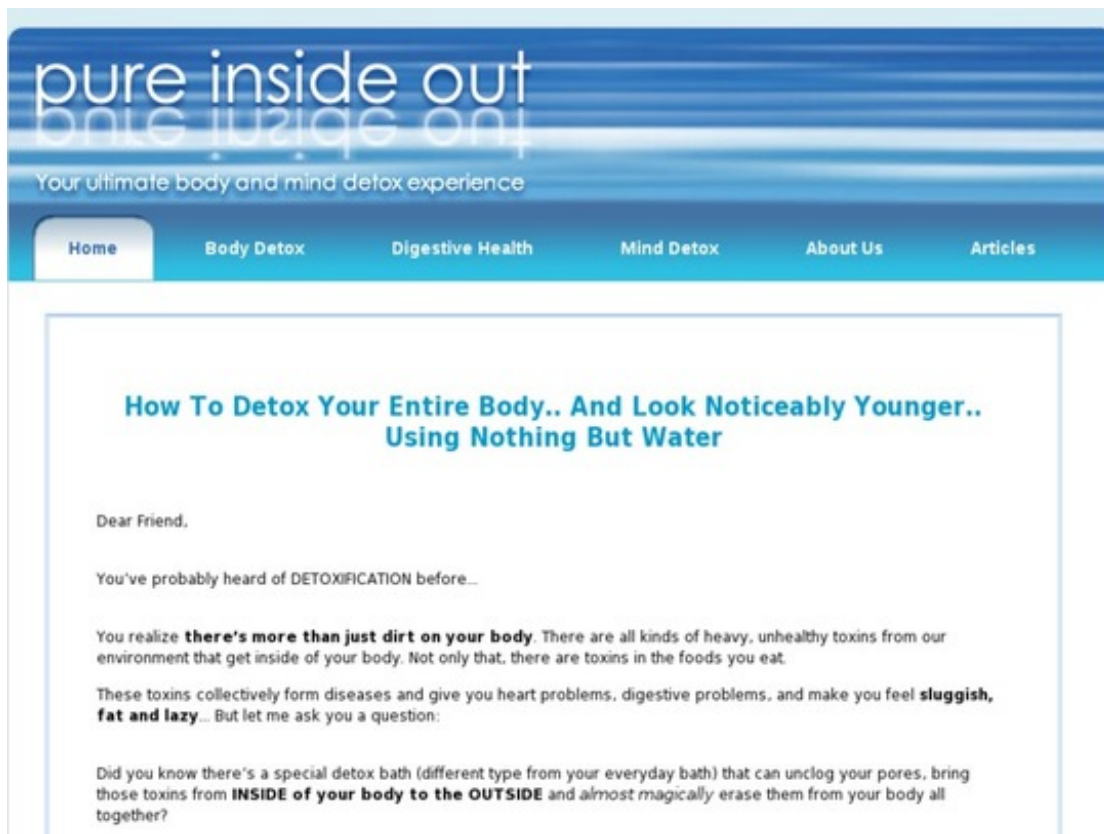 pure inside out
Your ultimate body and mind detox experience
Home Body Detox Digestive Health Mind Detox About Us Articles
How To Detox Your Entire Body.. And Look Noticeably Younger..
Using Nothing But Water
Dear Friend,
You've probably heard of DETOXIFICATION before...
You realize there's more than just dirt on your body. There are all kinds of heavy, unhealthy toxins from our
environment that get inside of your body. Not only that, there are toxins in the foods you eat.
These toxins collectively form diseases and give you heart problems, digestive problems, and make you feel sluggish,
fat and lazy... But let me ask you a question:
Did you know there's a special detox bath (different type from your everyday bath) that can unclog your pores, bring
those toxins from INSIDE of your body to the OUTSIDE and almost magically erase them from your body all
together?